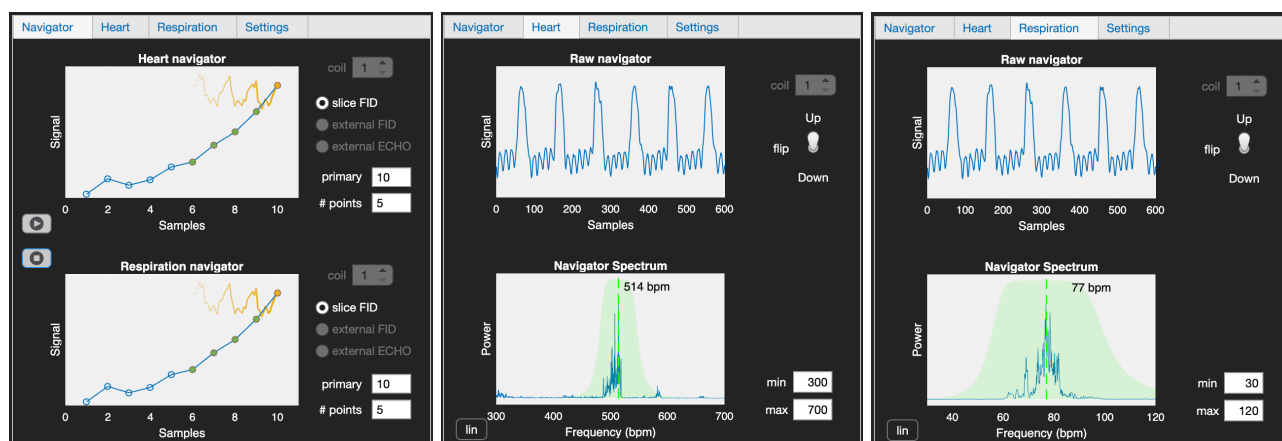 Navigator Heart Respiration Settings
Heart navigator
coil 1
slice FID
external FID
external ECHO
Signal
primary 10
# points 5
0 2 4 6 8 10
Samples
Respiration navigator
coil 1
slice FID
external FID
external ECHO
Signal
primary 10
# points 5
0 2 4 6 8 10
Samples
Navigator Heart Respiration Settings
Raw navigator
coil 1
Signal
Up
flip
Down
0 100 200 300 400 500 600
Samples
Navigator Spectrum
514 bpm
Power
min 300
max 700
300 400 500 600 700
lin
Frequency (bpm)
Navigator Heart Respiration Settings
Raw navigator
coil 1
Signal
Up
flip
Down
0 100 200 300 400 500 600
Samples
Navigator Spectrum
77 bpm
Power
min 30
max 120
40 60 80 100 120
lin
Frequency (bpm)